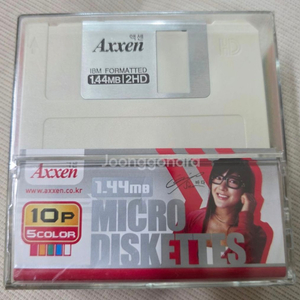 액센
Axxen
IBM FORMATTED
1.44MB 2HD
Joonggonara
Axxen
www.axxen.co.kr
1.44mb
10P
5COLOR
MICRO
DISKETTES